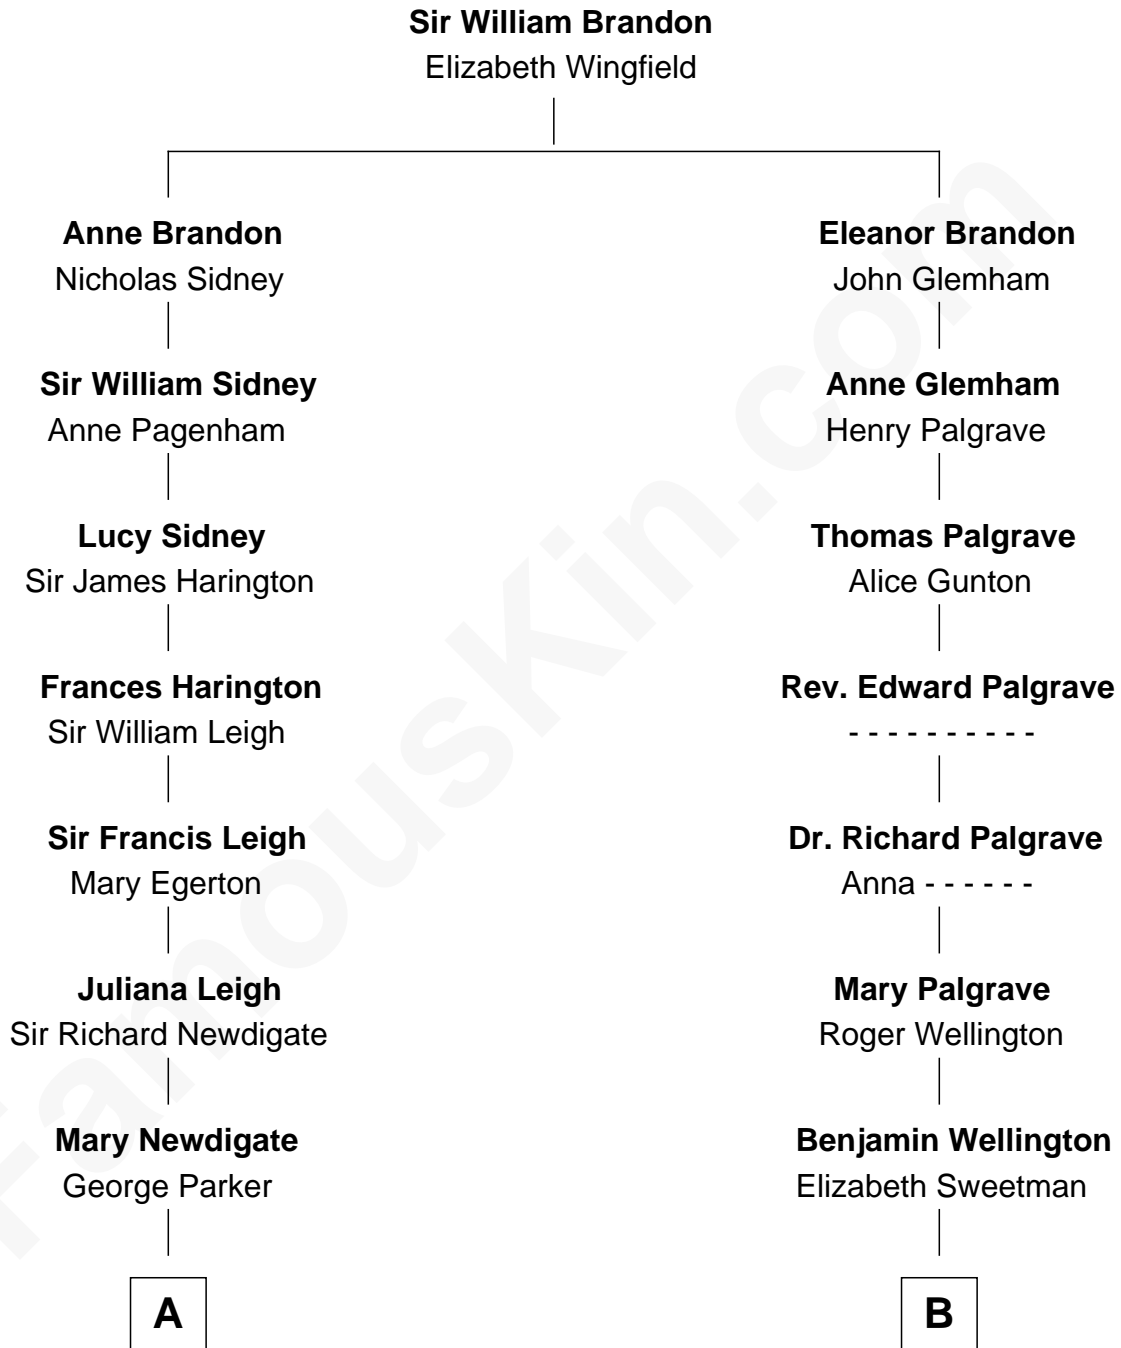 Sir William Brandon
Elizabeth Wingfield
Anne Brandon
Nicholas Sidney
Eleanor Brandon
John Glemham
Sir William Sidney
Anne Pagenham
Anne Glemham
Henry Palgrave
Lucy Sidney
Sir James Harington
Thomas Palgrave
Alice Gunton
Frances Harington
Sir William Leigh
Rev. Edward Palgrave
- - - - - - - - - -
Sir Francis Leigh
Mary Egerton
Dr. Richard Palgrave
Anna - - - - - -
Juliana Leigh
Sir Richard Newdigate
Mary Palgrave
Roger Wellington
Mary Newdigate
George Parker
Benjamin Wellington
Elizabeth Sweetman
A
B
FamousKin.com